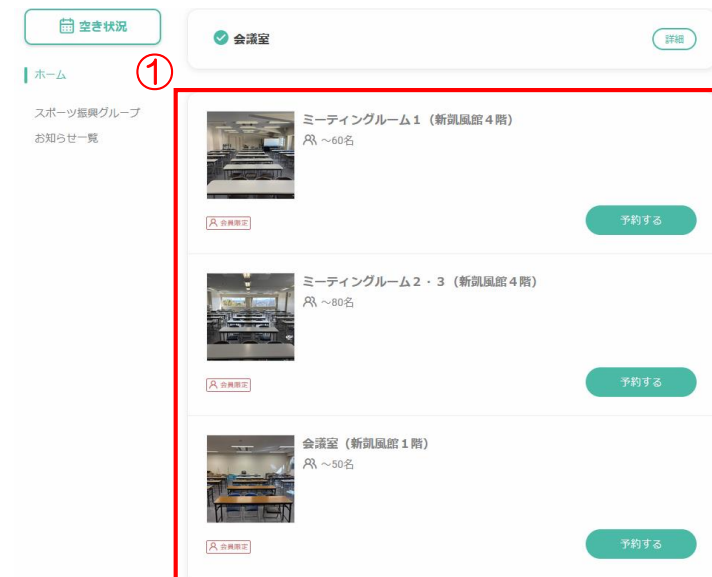 空き状況
ホーム
スポーツ振興グループ
お知らせ一覧
①
会議室
詳細
ミーティングルーム1（新凱風館4階）
～60名
会員限定
予約する
ミーティングルーム2・3（新凱風館4階）
～80名
会員限定
予約する
会議室（新凱風館1階）
～50名
会員限定
予約する